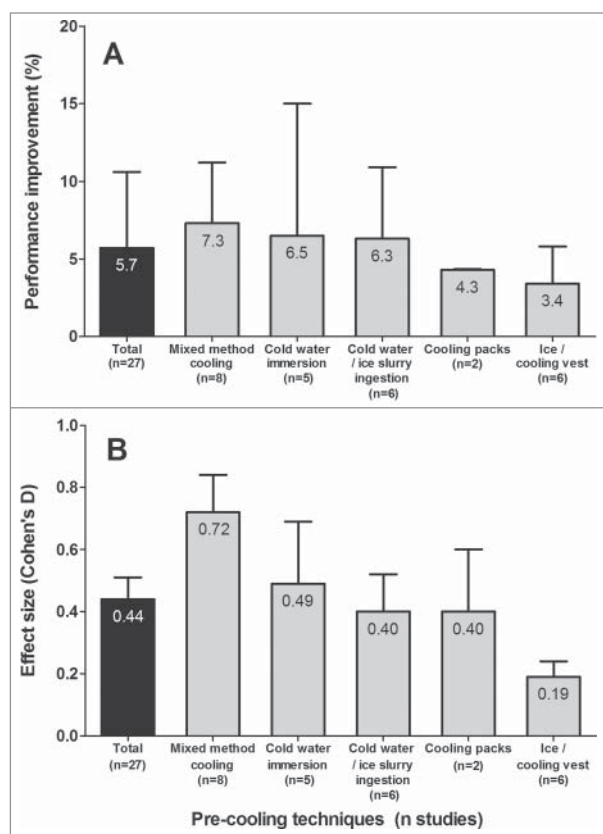 A
Performance improvement (%)
20
15
10
5
0
5.7
7.3
6.5
6.3
4.3
3.4
Total
(n=27)
Mixed method
cooling
(n=8)
Cold water
immersion
(n=5)
Cold water
/ ice slurry
ingestion
(n=6)
Cooling packs
(n=2)
Ice /
cooling vest
(n=6)
B
Effect size (Cohen's D)
1.0
0.8
0.6
0.4
0.2
0.0
0.44
0.72
0.49
0.40
0.40
0.19
Total
(n=27)
Mixed method
cooling
(n=8)
Cold water
immersion
(n=5)
Cold water
/ ice slurry
ingestion
(n=6)
Cooling packs
(n=2)
Ice /
cooling vest
(n=6)
Pre-cooling techniques (n studies)